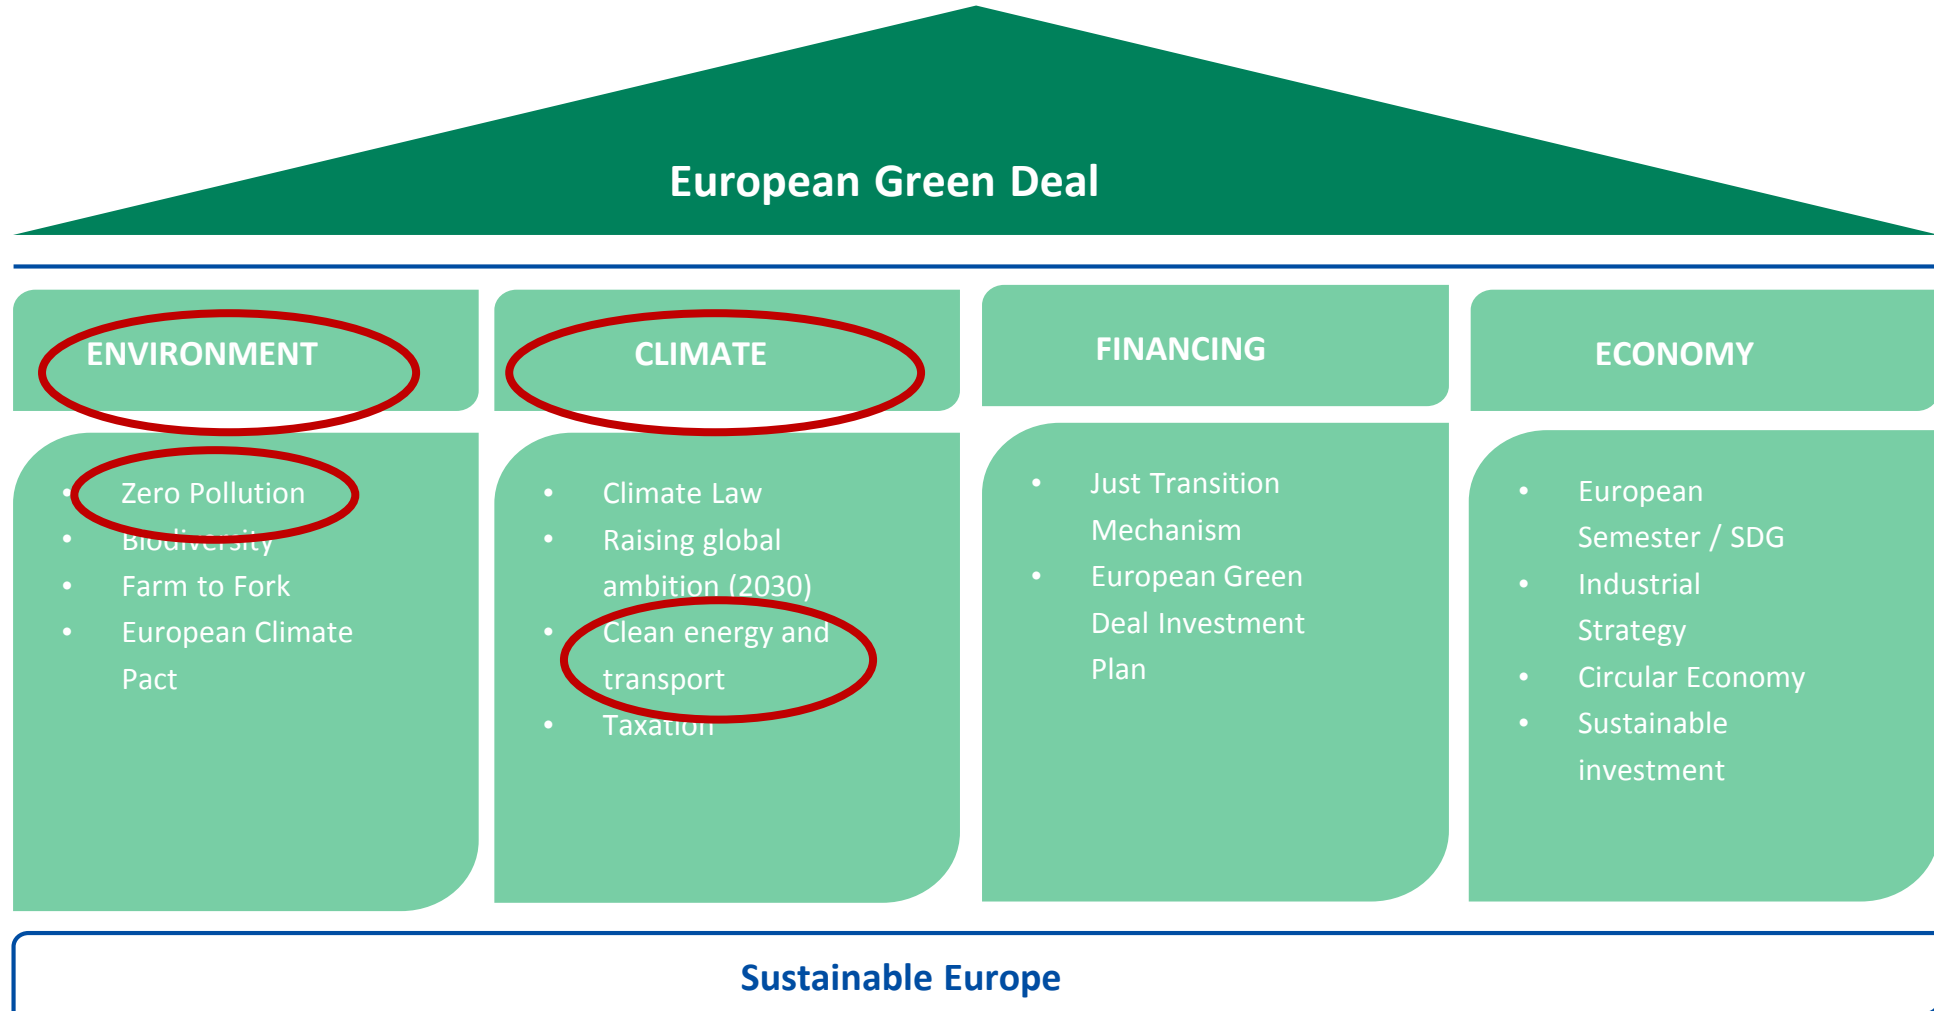 European Green Deal
ENVIRONMENT
• Zero Pollution
• Biodiversity
• Farm to Fork
• European Climate
Pact
CLIMATE
• Climate Law
• Raising global
ambition (2030)
• Clean energy and
transport
• Taxation
FINANCING
• Just Transition
Mechanism
• European Green
Deal Investment
Plan
ECONOMY
• European
Semester / SDG
• Industrial
Strategy
• Circular Economy
• Sustainable
investment
Sustainable Europe